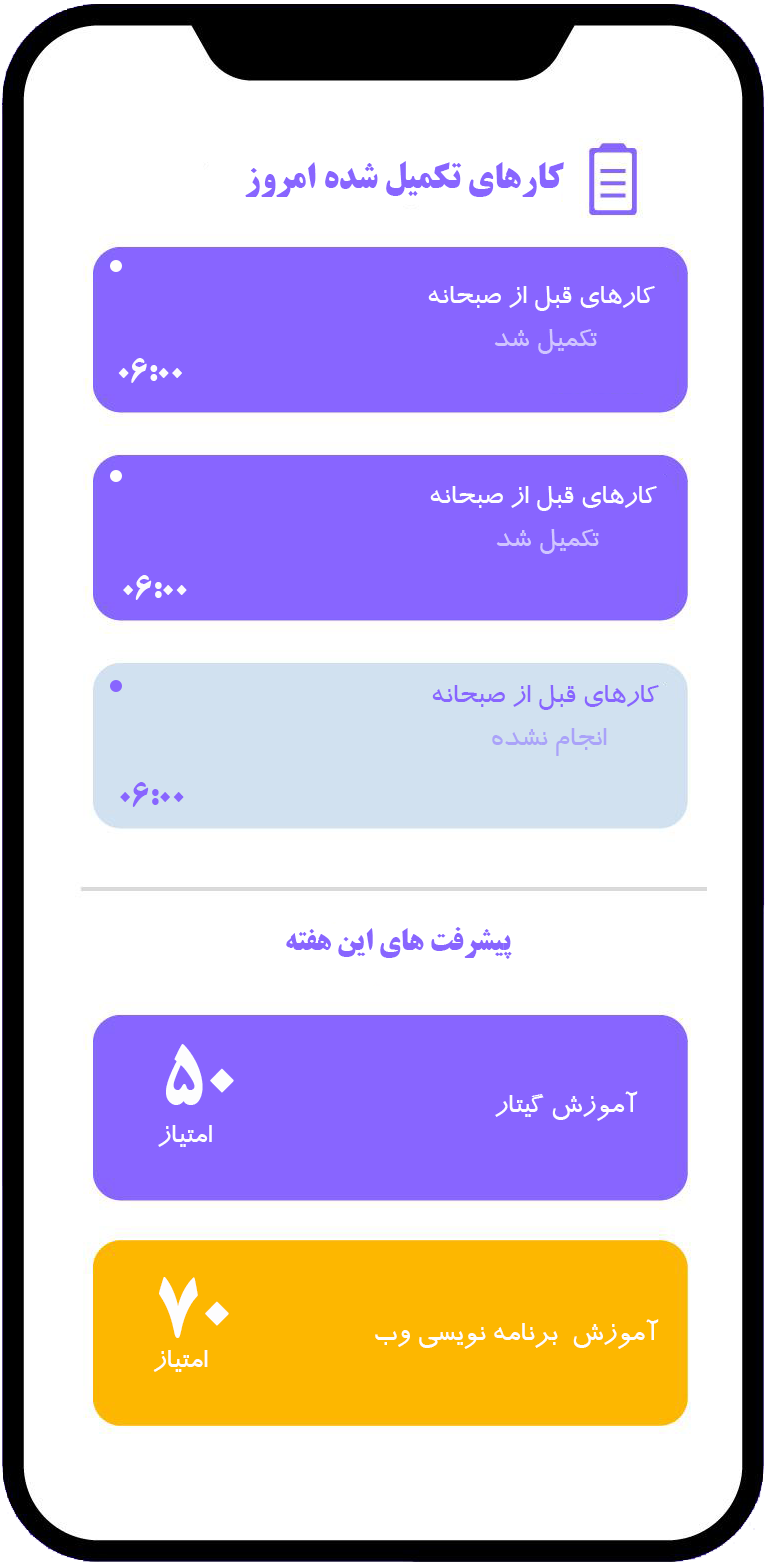 کارهای تکمیل شده امروز
کارهای قبل از صبحانه
تکمیل شد
۰۶:۰۰
کارهای قبل از صبحانه
تکمیل شد
۰۶:۰۰
کارهای قبل از صبحانه
انجام نشده
۰۶:۰۰
پیشرفت های این هفته
آموزش گیتار
۵۰
امتیاز
آموزش برنامه نویسی وب
۷۰
امتیاز